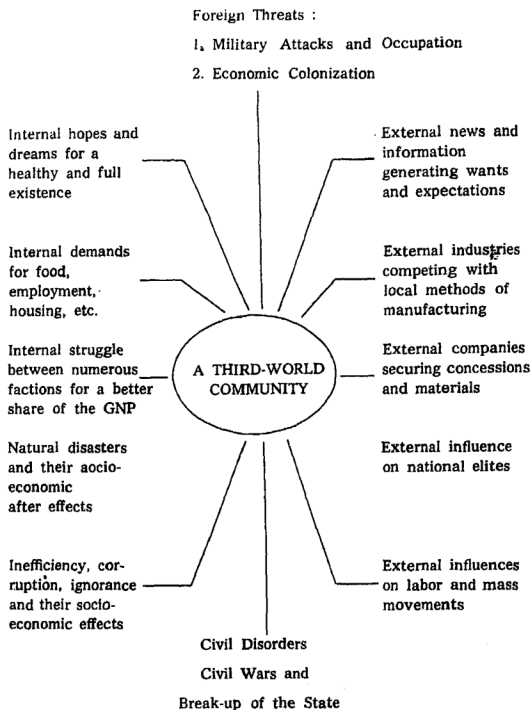 Foreign Threats :
1. Military Attacks and Occupation
2. Economic Colonization
Internal hopes and
dreams for a
healthy and full
existence
External news and
information
generating wants
and expectations
Internal demands
for food,
employment,
housing, etc.
External industries
competing with
local methods of
manufacturing
Internal struggle
between numerous
factions for a better
share of the GNP
A THIRD-WORLD
COMMUNITY
External companies
securing concessions
and materials
Natural disasters
and their aocio-
economic
after effects
External influence
on national elites
Inefficiency, cor-
ruption, ignorance
and their socio-
economic effects
External influences
on labor and mass
movements
Civil Disorders
Civil Wars and
Break-up of the State